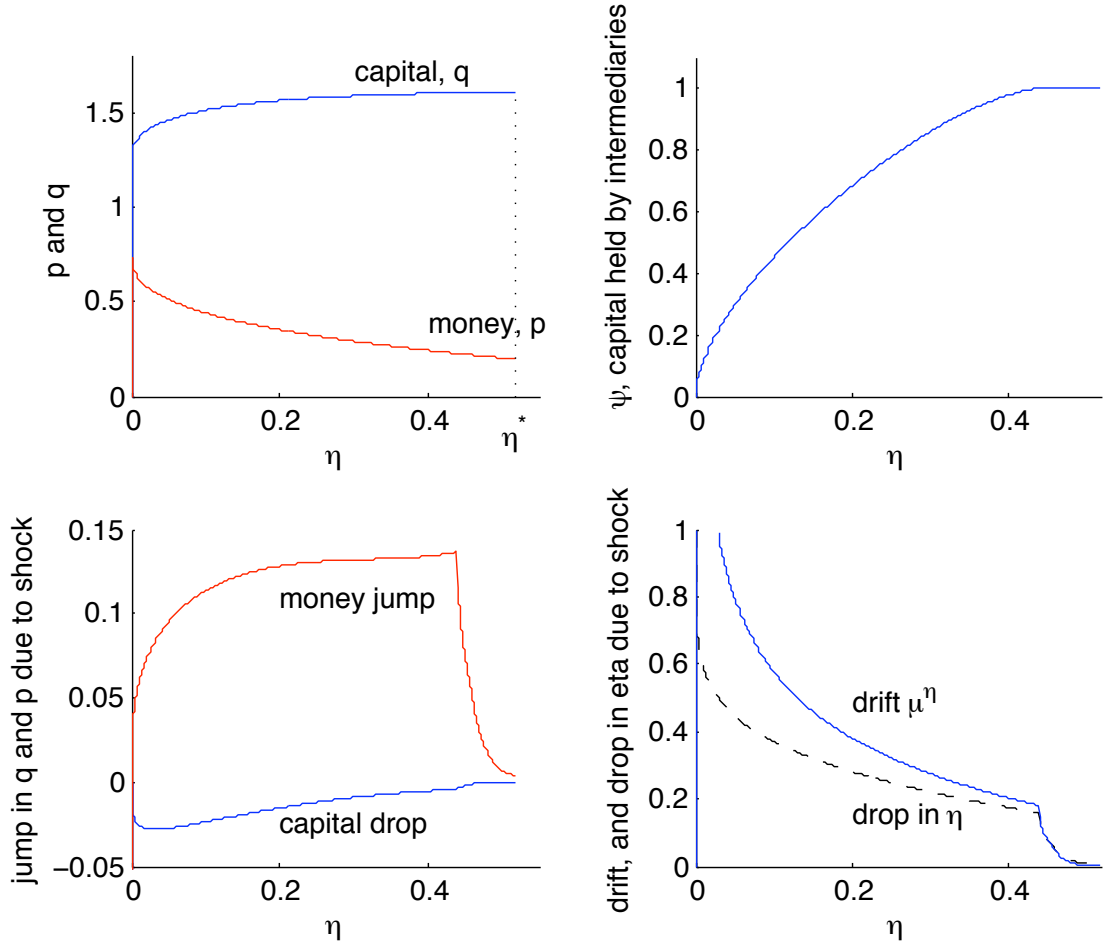 p and q
1.5
1
0.5
0
capital, q
money, p
0
0.2
0.4
η*
η
ψ, capital held by intermediaries
1
0.8
0.6
0.4
0.2
0
0
0.2
0.4
η
jump in q and p due to shock
0.15
0.1
0.05
0
−0.05
money jump
capital drop
0
0.2
0.4
η
drift, and drop in eta due to shock
1
0.8
0.6
0.4
0.2
0
drift μ^η
drop in η
0
0.2
0.4
η